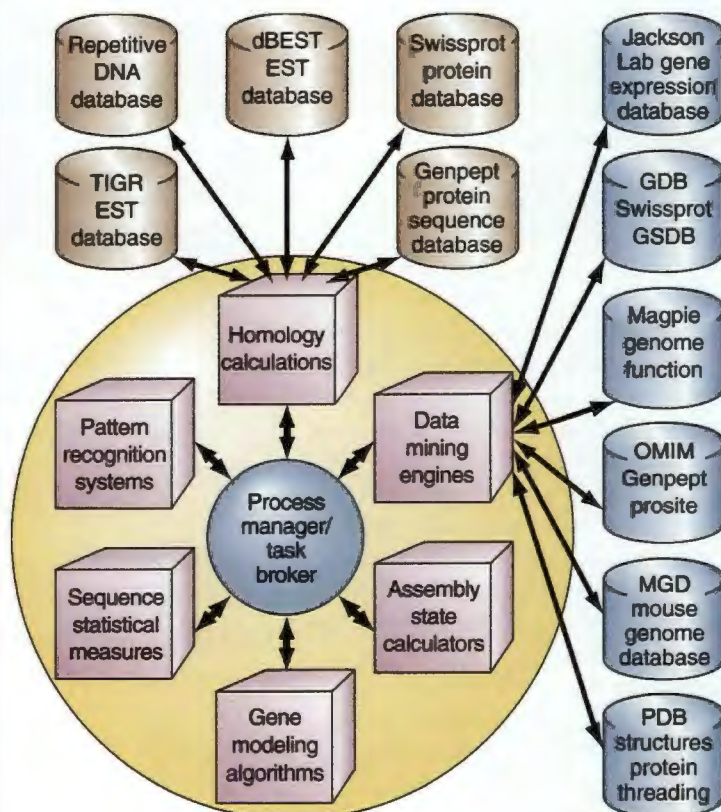 Repetitive
DNA
database
dBEST
EST
database
Swissprot
protein
database
Jackson
Lab gene
expression
database
TIGR
EST
database
Genpept
protein
sequence
database
GDB
Swissprot
GSDB
Homology
calculations
Magpie
genome
function
Pattern
recognition
systems
Data
mining
engines
OMIM
Genpept
prosite
Process
manager/
task
broker
Sequence
statistical
measures
Assembly
state
calculators
MGD
mouse
genome
database
Gene
modeling
algorithms
PDB
structures
protein
threading